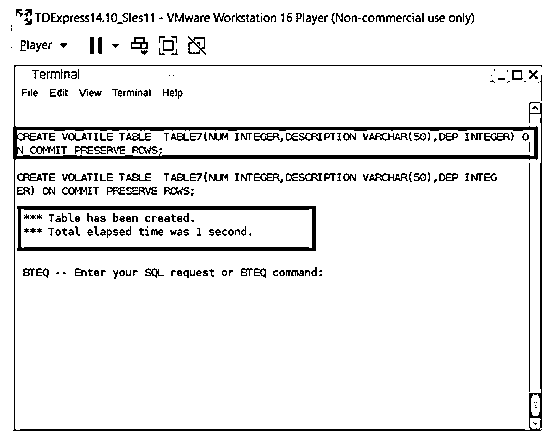 TDExpress14.10_Sles11 - VMware Workstation 16 Player (Non-commercial use only)
Player
Terminal
File Edit View Terminal Help
CREATE VOLATILE TABLE TABLE7(NUM INTEGER,DESCRIPTION VARCHAR(50),DEP INTEGER) O
N COMMIT PRESERVE ROWS;
CREATE VOLATILE TABLE TABLE7(NUM INTEGER,DESCRIPTION VARCHAR(50),DEP INTEG
ER) ON COMMIT PRESERVE ROWS;
*** Table has been created.
*** Total elapsed time was 1 second.
BTEQ -- Enter your SQL request or BTEQ command: